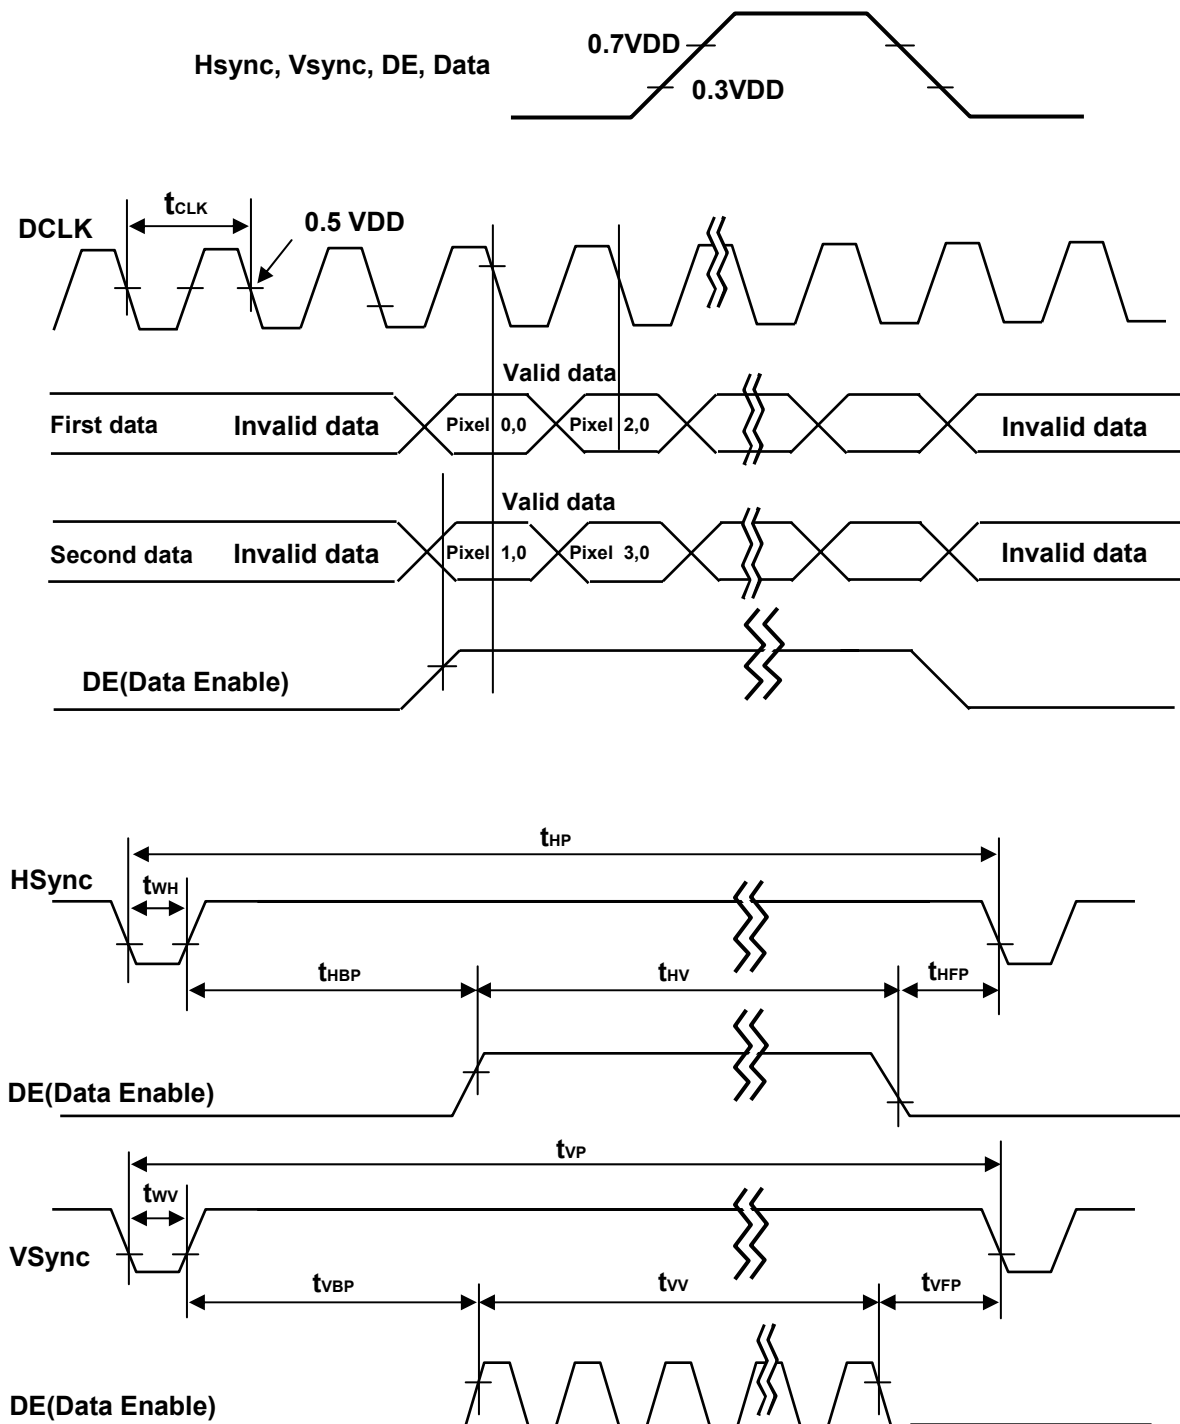 0.7VDD
Hsync, Vsync, DE, Data
0.3VDD
tCLK
DCLK
0.5 VDD
Valid data
First data Invalid data Pixel 0,0 Pixel 2,0 Invalid data
Valid data
Second data Invalid data Pixel 1,0 Pixel 3,0 Invalid data
DE(Data Enable)
tHP
HSync
tWH
tHBP tHV tHFP
DE(Data Enable)
tVP
tWV
VSync
tVBP tVV tVFP
DE(Data Enable)